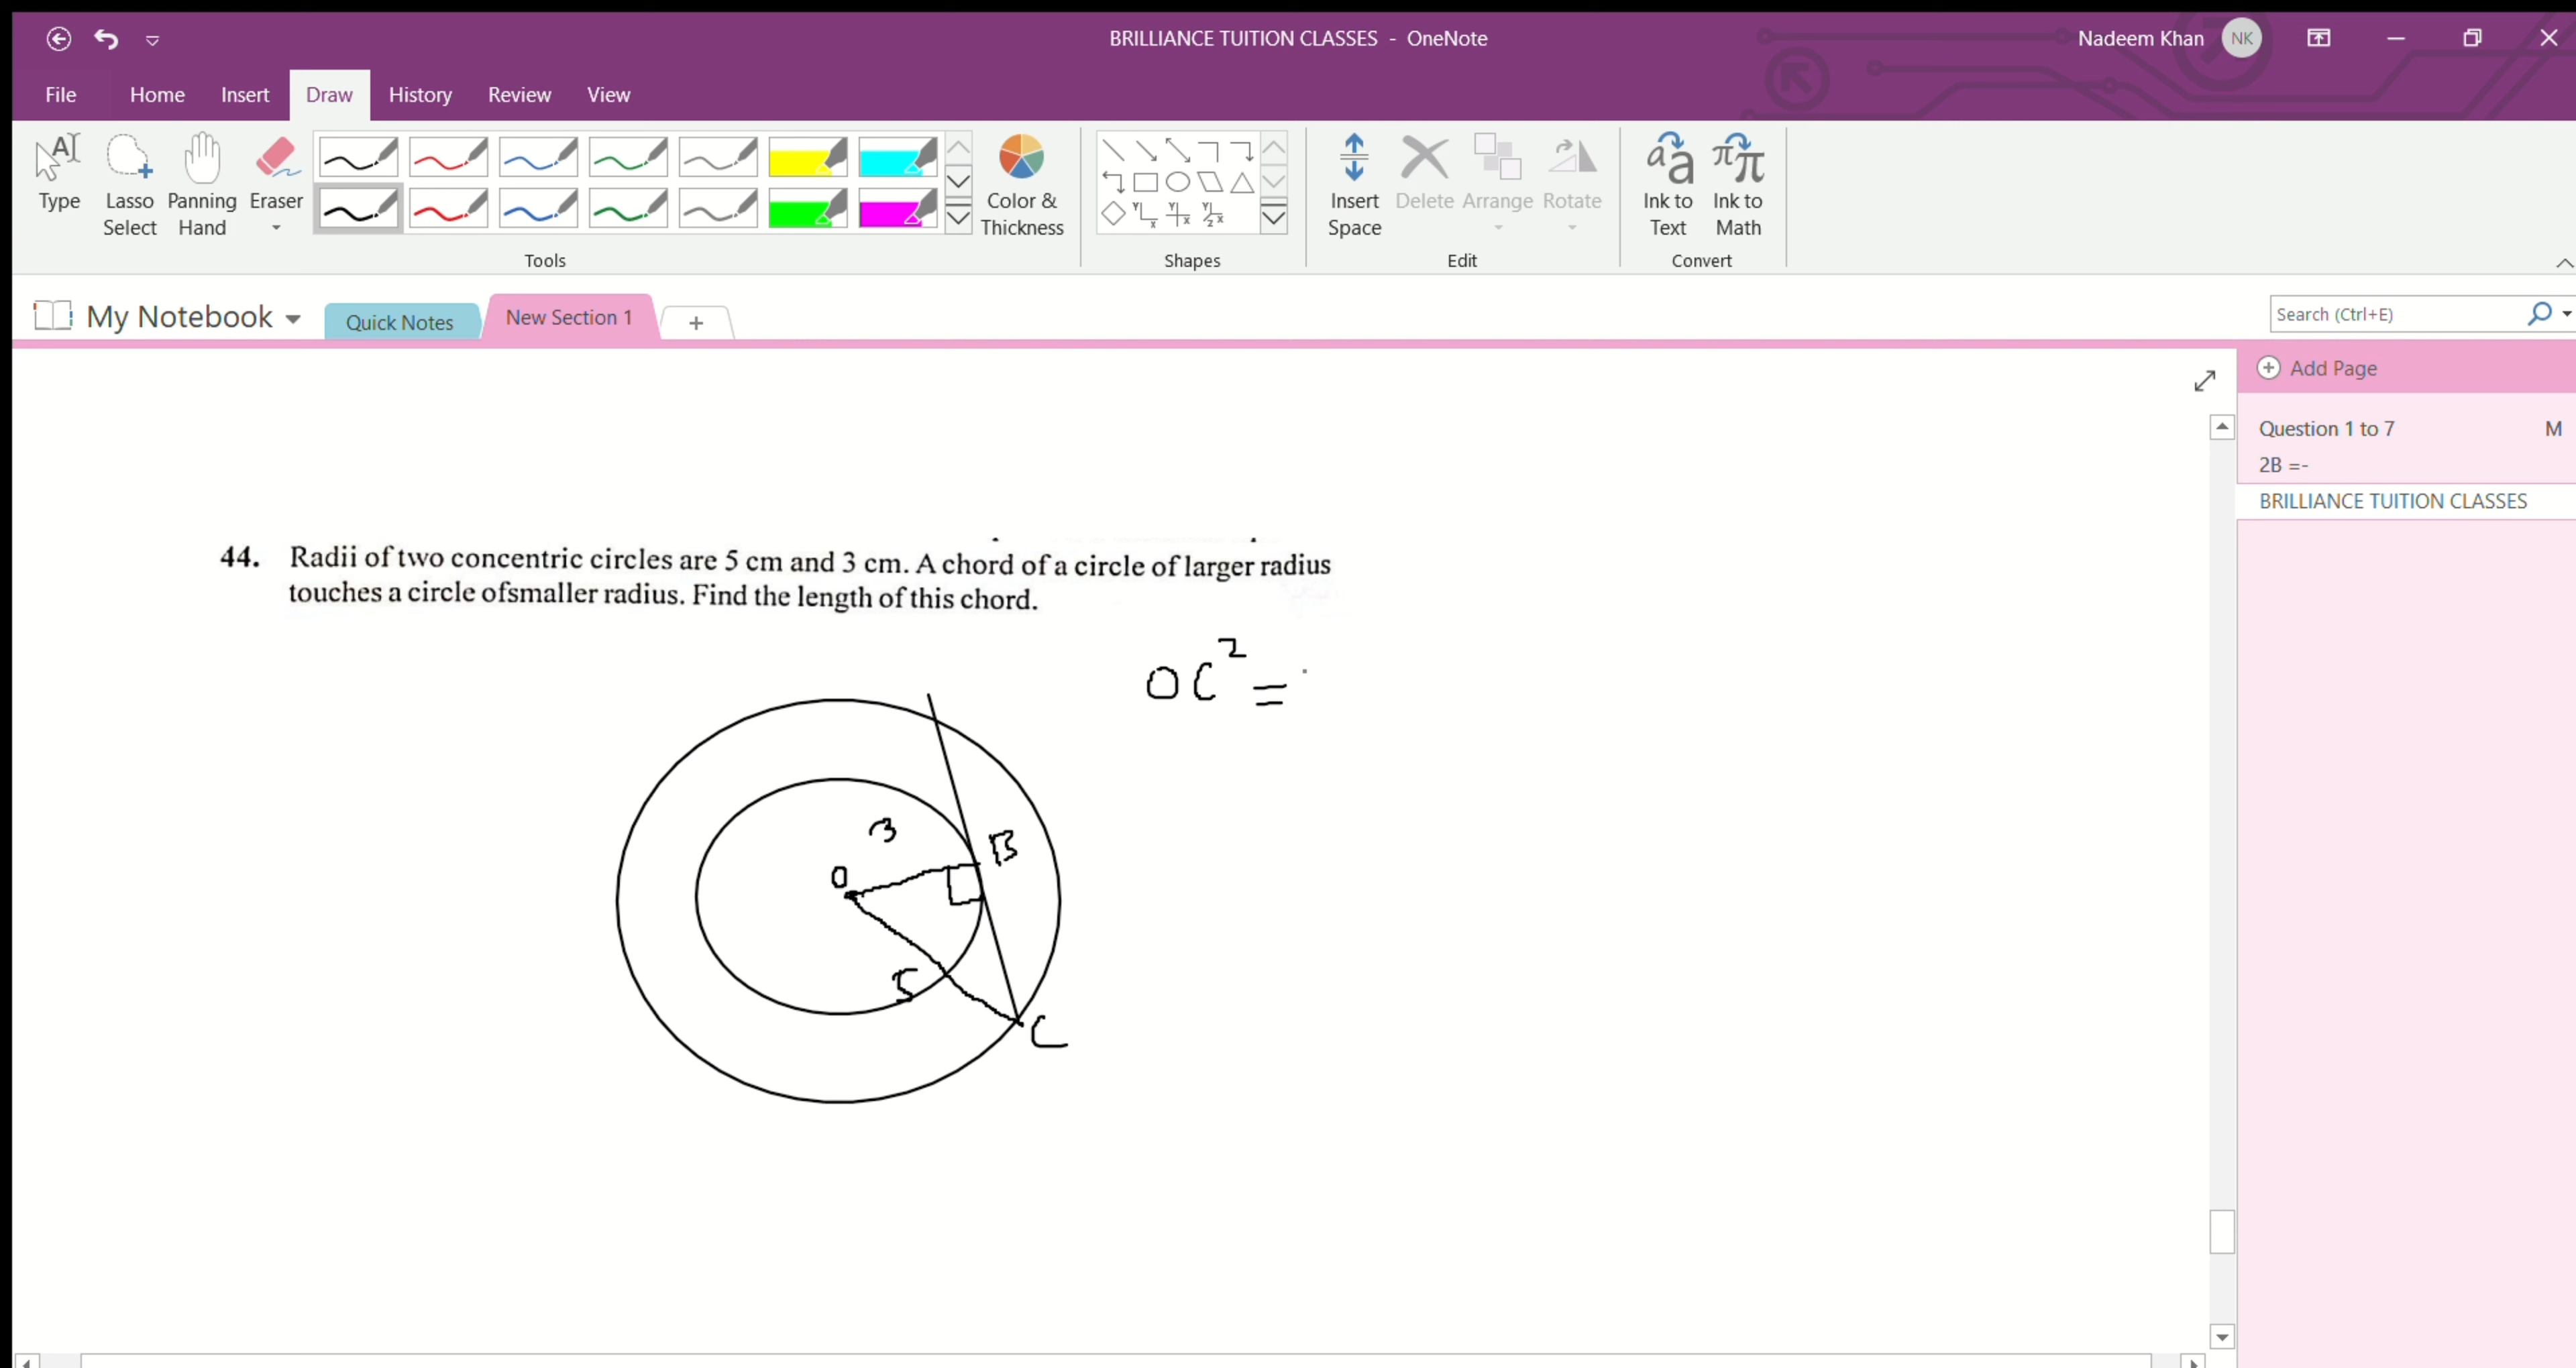 BRILLIANCE TUITION CLASSES - OneNote
Nadeem Khan NK
File Home Insert Draw History Review View
Type
Lasso Select
Panning Hand
Eraser
Color & Thickness
Insert Space
Delete
Arrange
Rotate
Ink to Text
Ink to Math
Tools
Shapes
Edit
Convert
My Notebook
Quick Notes
New Section 1
Search (Ctrl+E)
Add Page
Question 1 to 7 M
2B =-
BRILLIANCE TUITION CLASSES
44. Radii of two concentric circles are 5 cm and 3 cm. A chord of a circle of larger radius
touches a circle ofsmaller radius. Find the length of this chord.
OC² =
3
B
O
5
C